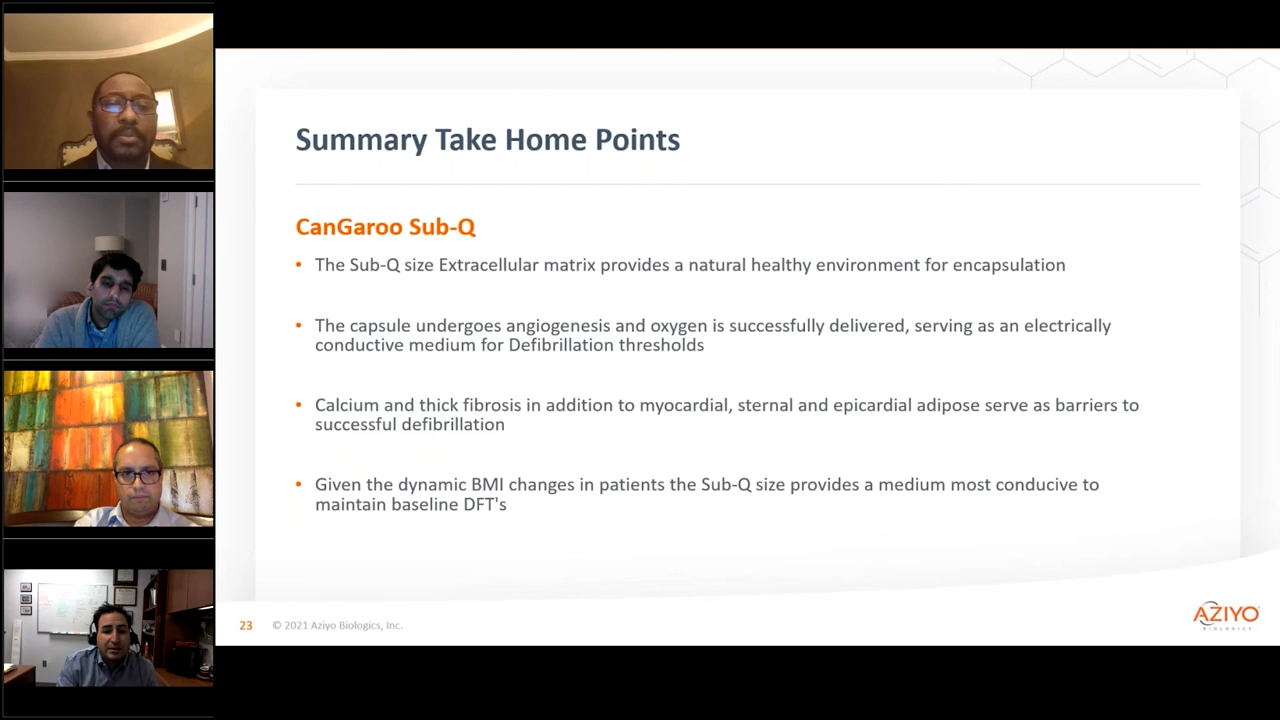 Summary Take Home Points
CanGaroo Sub-Q
• The Sub-Q size Extracellular matrix provides a natural healthy environment for encapsulation
• The capsule undergoes angiogenesis and oxygen is successfully delivered, serving as an electrically
conductive medium for Defibrillation thresholds
• Calcium and thick fibrosis in addition to myocardial, sternal and epicardial adipose serve as barriers to
successful defibrillation
• Given the dynamic BMI changes in patients the Sub-Q size provides a medium most conducive to
maintain baseline DFT's
23 © 2021 Aziyo Biologics, Inc.
AZIYO
BIOLOGICS